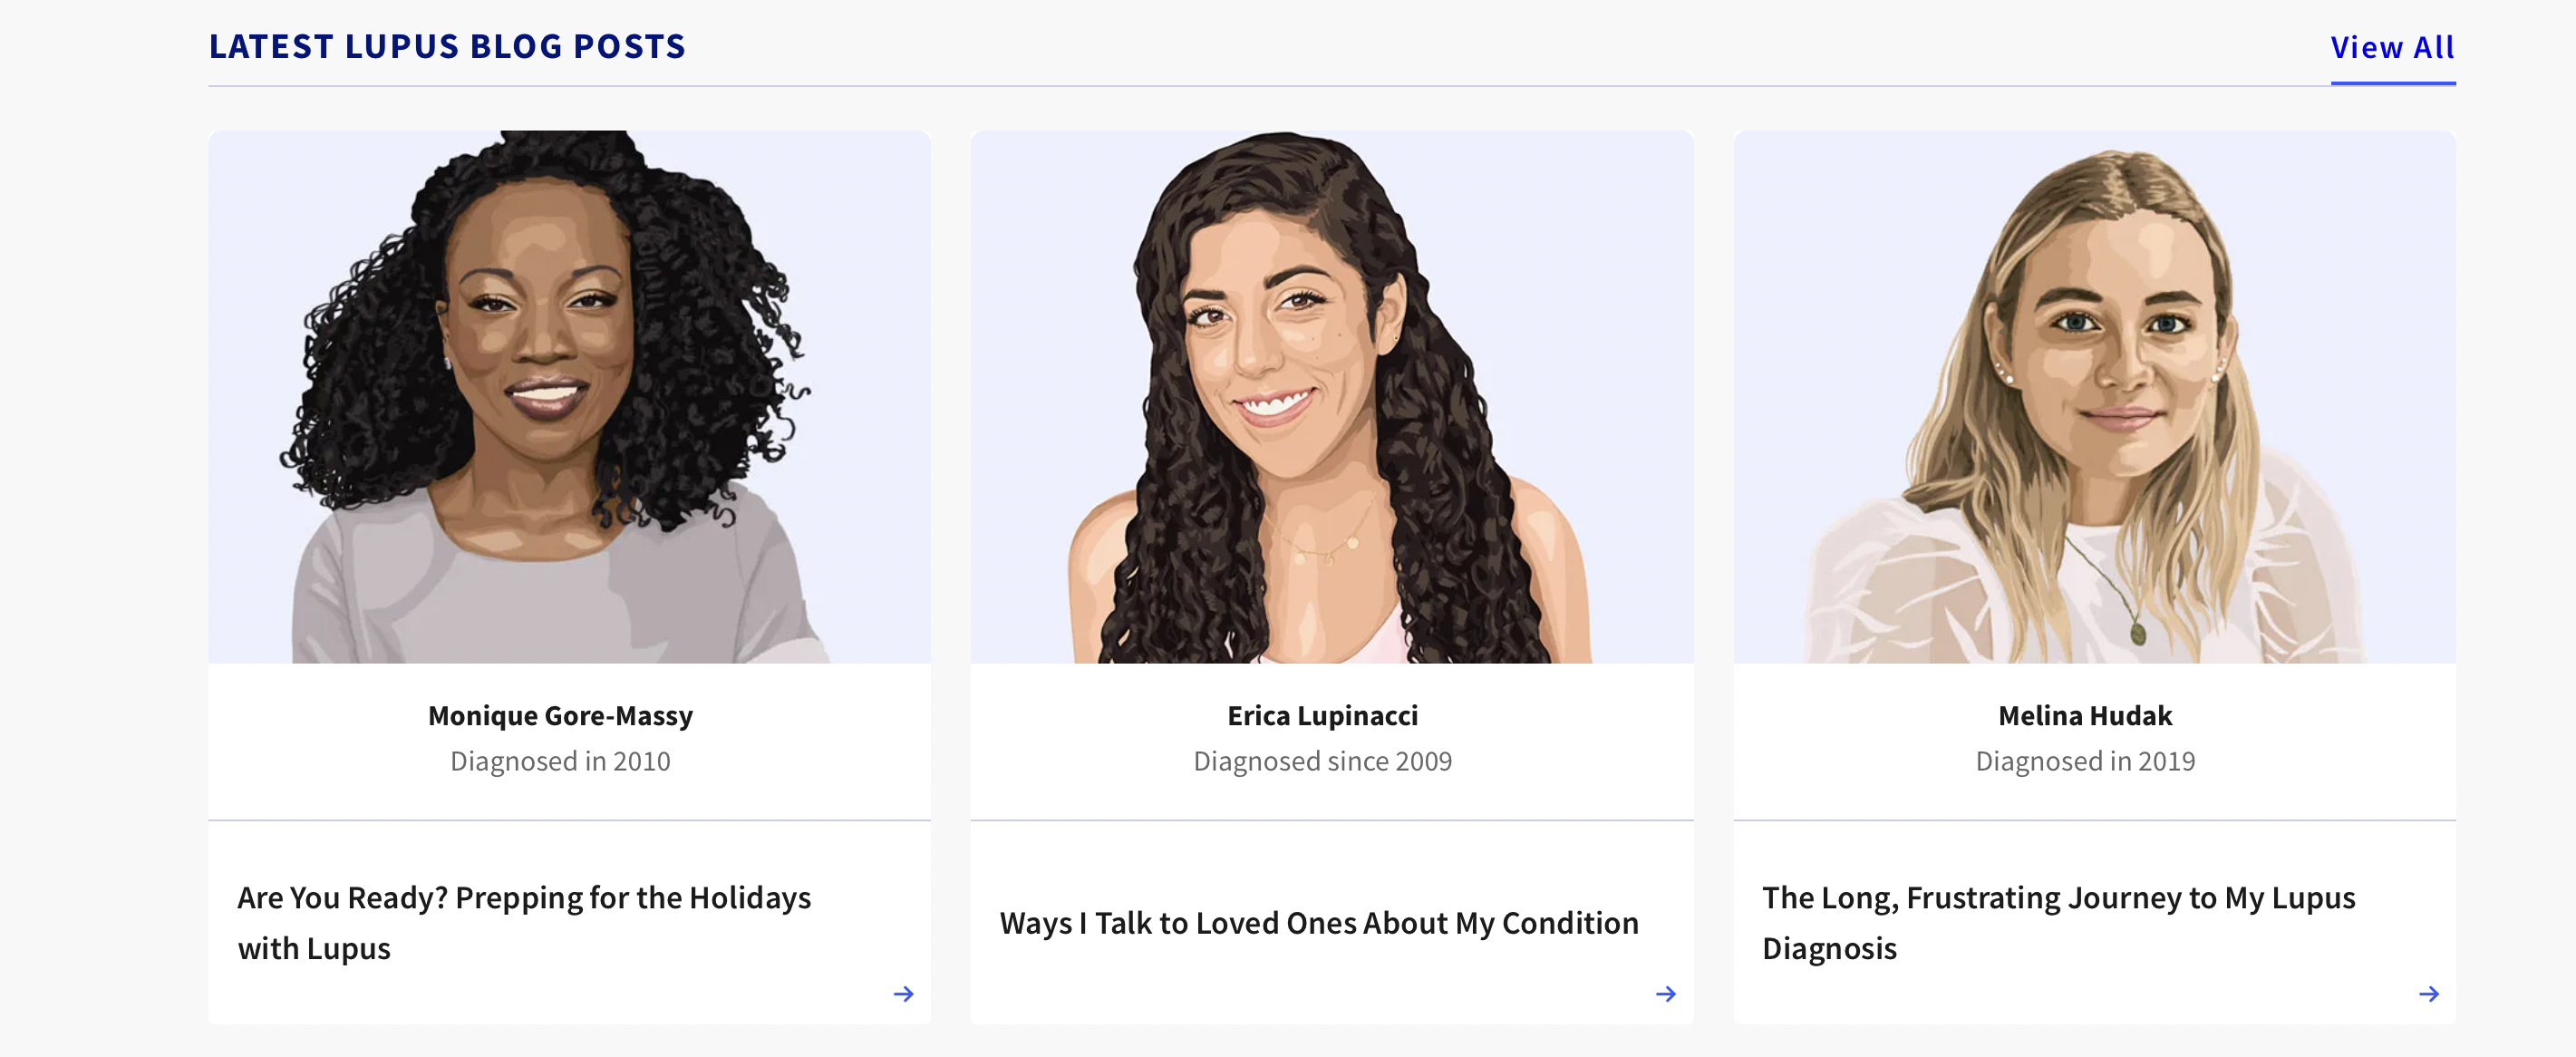 LATEST LUPUS BLOG POSTS
View All
Monique Gore-Massy
Diagnosed in 2010
Are You Ready? Prepping for the Holidays
with Lupus
Erica Lupinacci
Diagnosed since 2009
Ways I Talk to Loved Ones About My Condition
Melina Hudak
Diagnosed in 2019
The Long, Frustrating Journey to My Lupus
Diagnosis